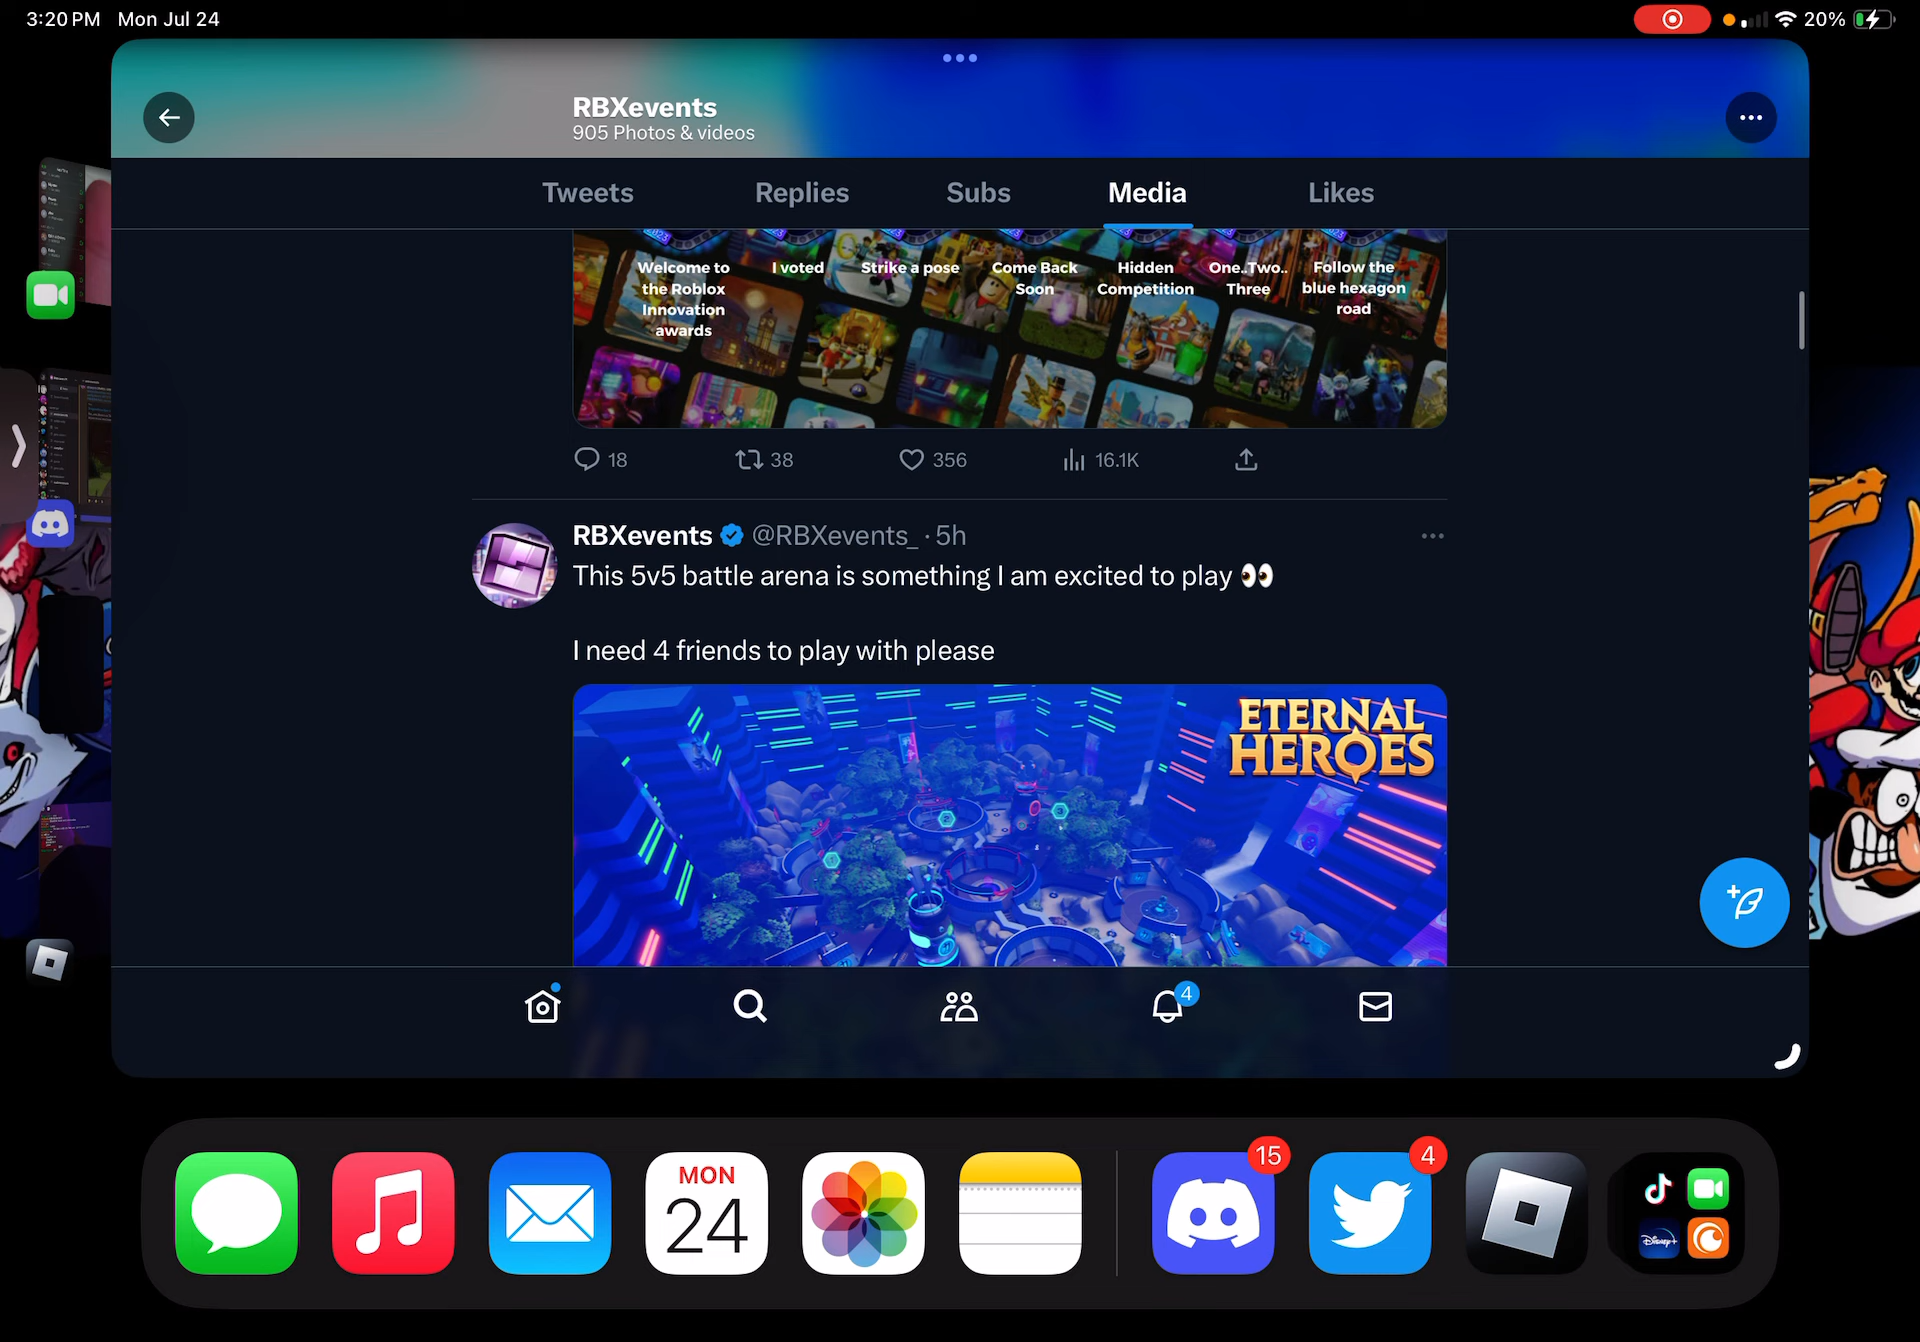 3:20 PM Mon Jul 24
20%
RBXevents
905 Photos & videos
Tweets Replies Subs Media Likes
Welcome to the Roblox Innovation awards
I voted
Strike a pose
Come Back Soon
Hidden Competition
One..Two.. Three
Follow the blue hexagon road
18 38 356 16.1K
RBXevents @RBXevents_ · 5h
This 5v5 battle arena is something I am excited to play 👀
I need 4 friends to play with please
ETERNAL
HEROES
4
MON
24
15
4
Disney+